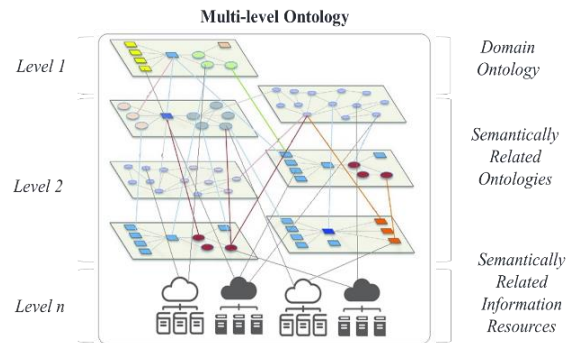 Multi-level Ontology
Level 1
Domain
Ontology
Level 2
Semantically
Related
Ontologies
Level n
Semantically
Related
Information
Resources